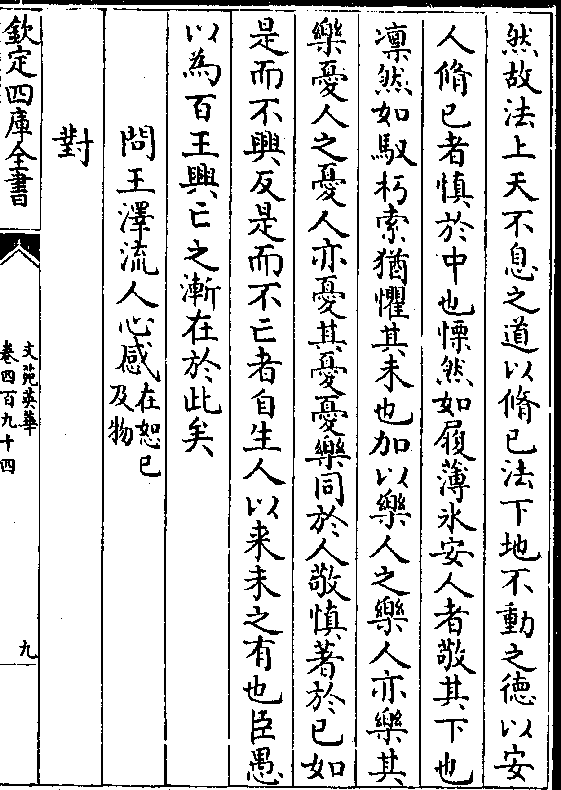 然故法上天不息之道以脩已法下地不動之德以安
人脩已者慎於中也慄然如履薄氷安人者敬其下也
凛然如馭朽索猶懼其未也加以樂人之樂人亦樂其
樂憂人之憂人亦憂其憂憂樂同於人敬慎著於已如
是而不興反是而不亡者自生人以来未之有也臣愚
以為百王興亡之漸在於此矣
問王澤流人心感在恕已及物
對
欽定四庫全書
文苑英華
卷四百九十四
九